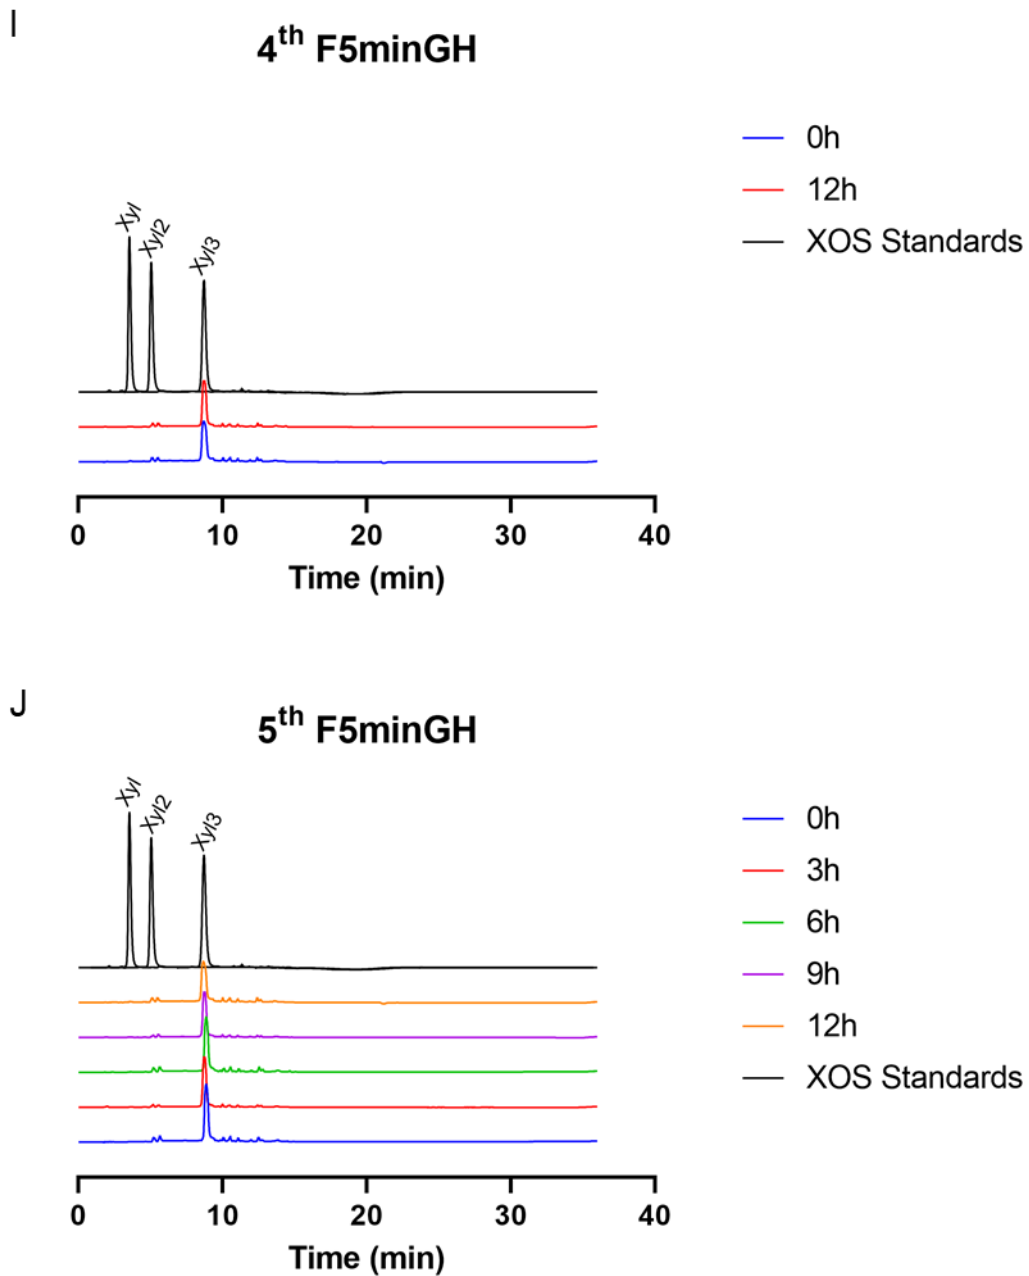 I
4th F5minGH
0h
12h
XOS Standards
Xyl
Xyl2
Xyl3
0 10 20 30 40
Time (min)
J
5th F5minGH
0h
3h
6h
9h
12h
XOS Standards
Xyl
Xyl2
Xyl3
0 10 20 30 40
Time (min)